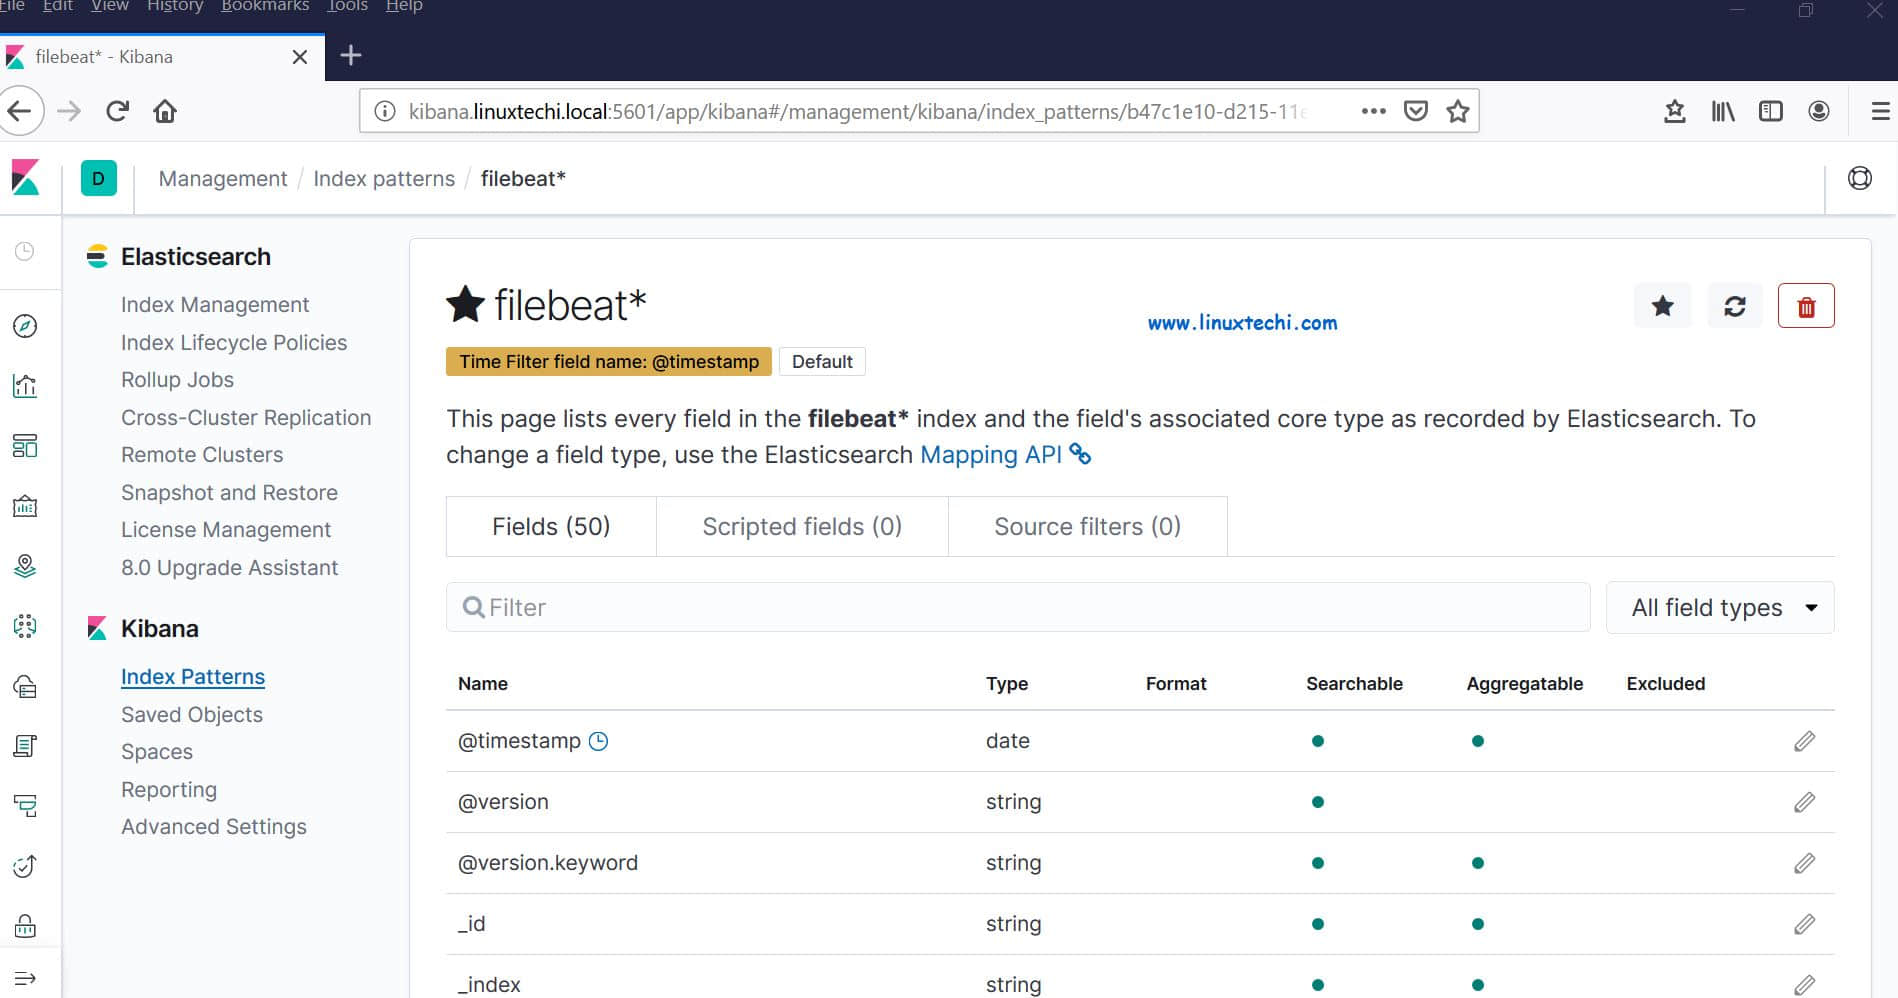 File Edit View History Bookmarks Tools Help
filebeat* - Kibana
kibana.linuxtechi.local:5601/app/kibana#/management/kibana/index_patterns/b47c1e10-d215-11e
D Management / Index patterns / filebeat*
Elasticsearch
Index Management
Index Lifecycle Policies
Rollup Jobs
Cross-Cluster Replication
Remote Clusters
Snapshot and Restore
License Management
8.0 Upgrade Assistant
Kibana
Index Patterns
Saved Objects
Spaces
Reporting
Advanced Settings
filebeat*
www.linuxtechi.com
Time Filter field name: @timestamp Default
This page lists every field in the filebeat* index and the field's associated core type as recorded by Elasticsearch. To
change a field type, use the Elasticsearch Mapping API
Fields (50) Scripted fields (0) Source filters (0)
Filter All field types
Name Type Format Searchable Aggregatable Excluded
@timestamp date
@version string
@version.keyword string
_id string
_index string